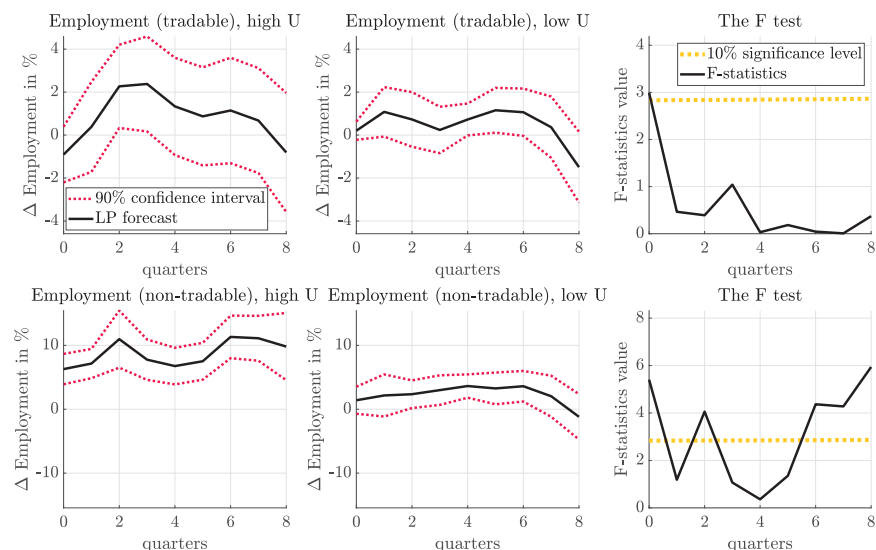 Employment (tradable), high U
Employment (tradable), low U
The F test
Δ Employment in %
4
2
0
-2
-4
90% confidence interval
LP forecast
0 2 4 6 8
quarters
Δ Employment in %
4
2
0
-2
-4
0 2 4 6 8
quarters
F-statistics value
4
3
2
1
0
10% significance level
F-statistics
0 2 4 6 8
quarters
Employment (non-tradable), high U
Employment (non-tradable), low U
The F test
Δ Employment in %
10
0
-10
0 2 4 6 8
quarters
Δ Employment in %
10
0
-10
0 2 4 6 8
quarters
F-statistics value
8
6
4
2
0
0 2 4 6 8
quarters